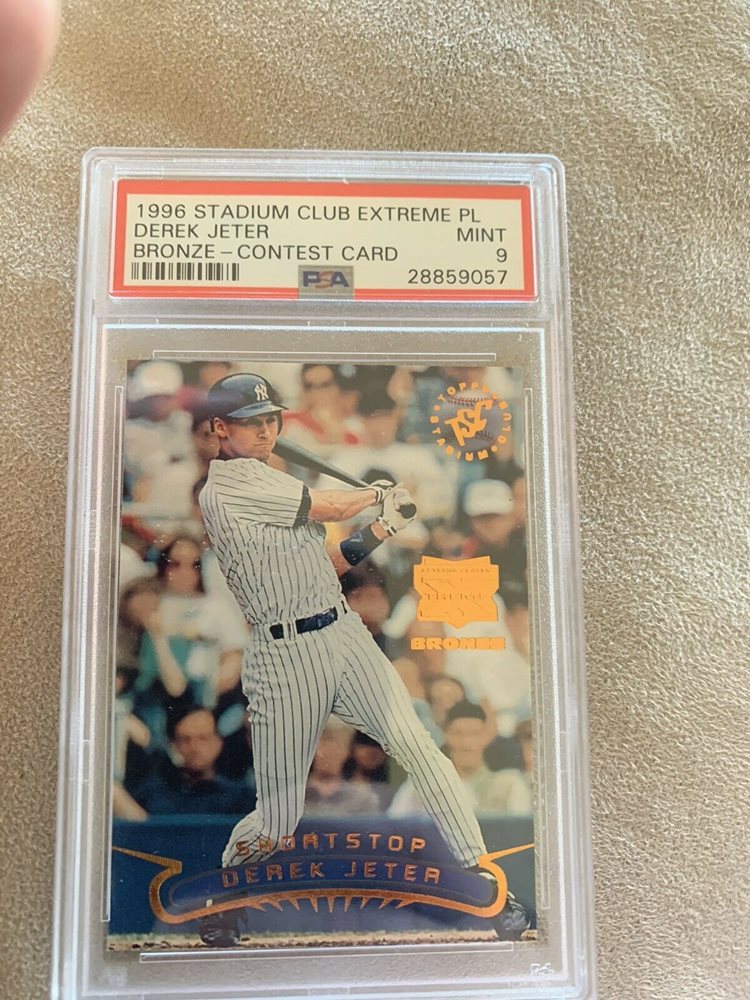 1996 STADIUM CLUB EXTREME PL
DEREK JETER MINT
BRONZE - CONTEST CARD 9
PSA 28859057
NY
TOPPS STADIUM CLUB
TSC
BRONZE
SHORTSTOP
DEREK JETER